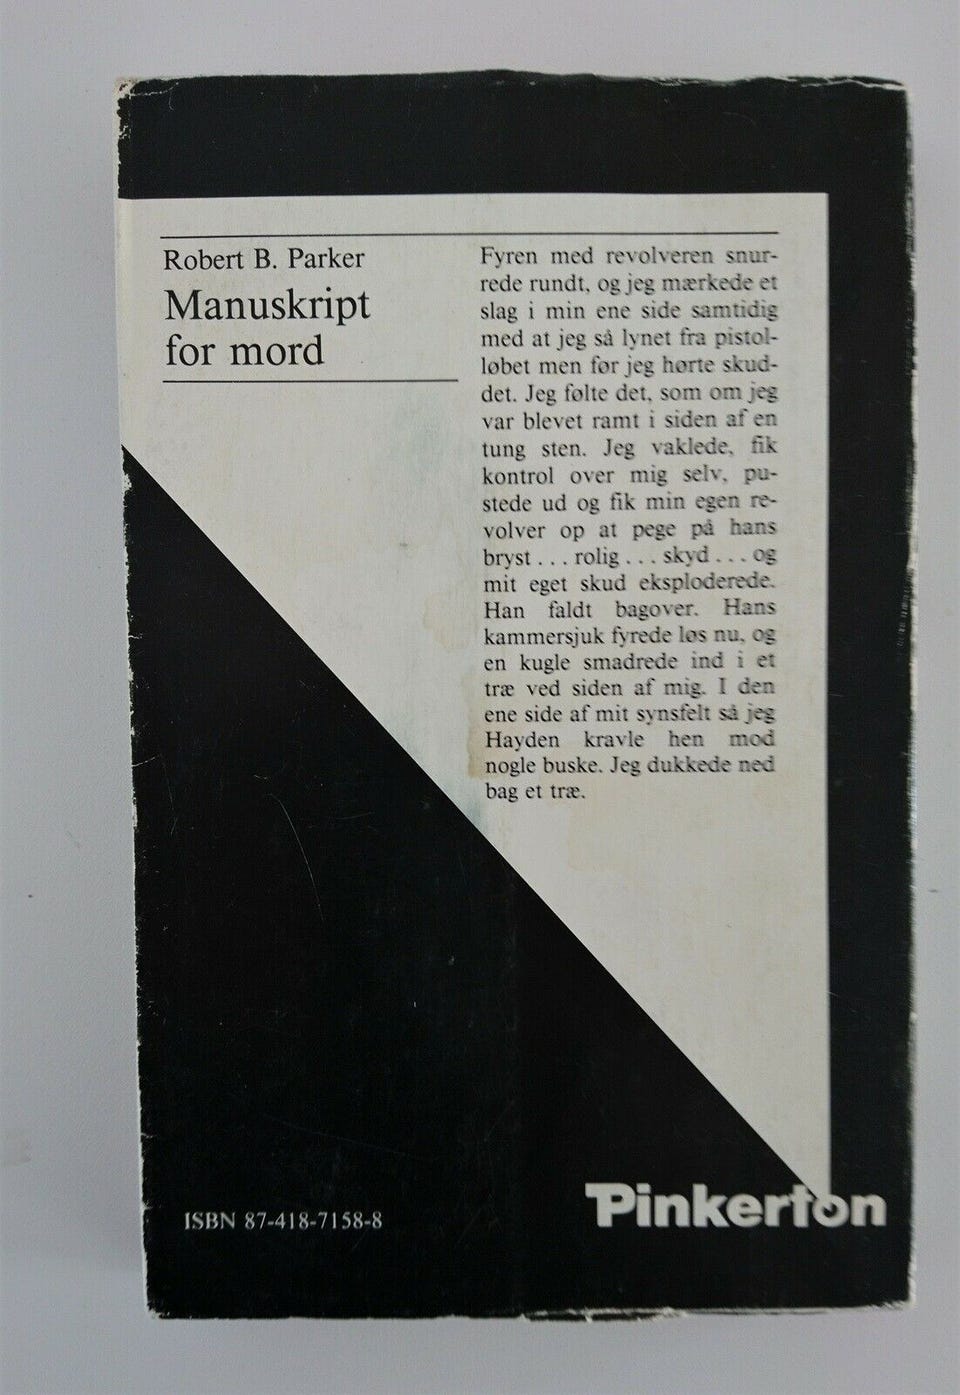 Robert B. Parker
Manuskript
for mord
Fyren med revolveren snur-
rede rundt, og jeg mærkede et
slag i min ene side samtidig
med at jeg så lynet fra pistol-
løbet men før jeg hørte skud-
det. Jeg følte det, som om jeg
var blevet ramt i siden af en
tung sten. Jeg vaklede, fik
kontrol over mig selv, pu-
stede ud og fik min egen re-
volver op at pege på hans
bryst . . . rolig . . . skyd . . . og
mit eget skud eksploderede.
Han faldt bagover. Hans
kammersjuk fyrede løs nu, og
en kugle smadrede ind i et
træ ved siden af mig. I den
ene side af mit synsfelt så jeg
Hayden kravle hen mod
nogle buske. Jeg dukkede ned
bag et træ.
ISBN 87-418-7158-8
Pinkerton